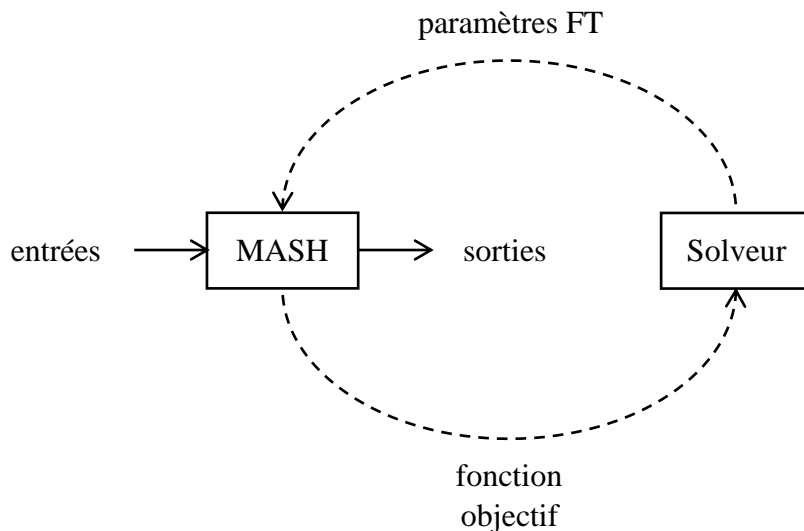 paramètres FT
entrées
MASH
sorties
Solveur
fonction
objectif